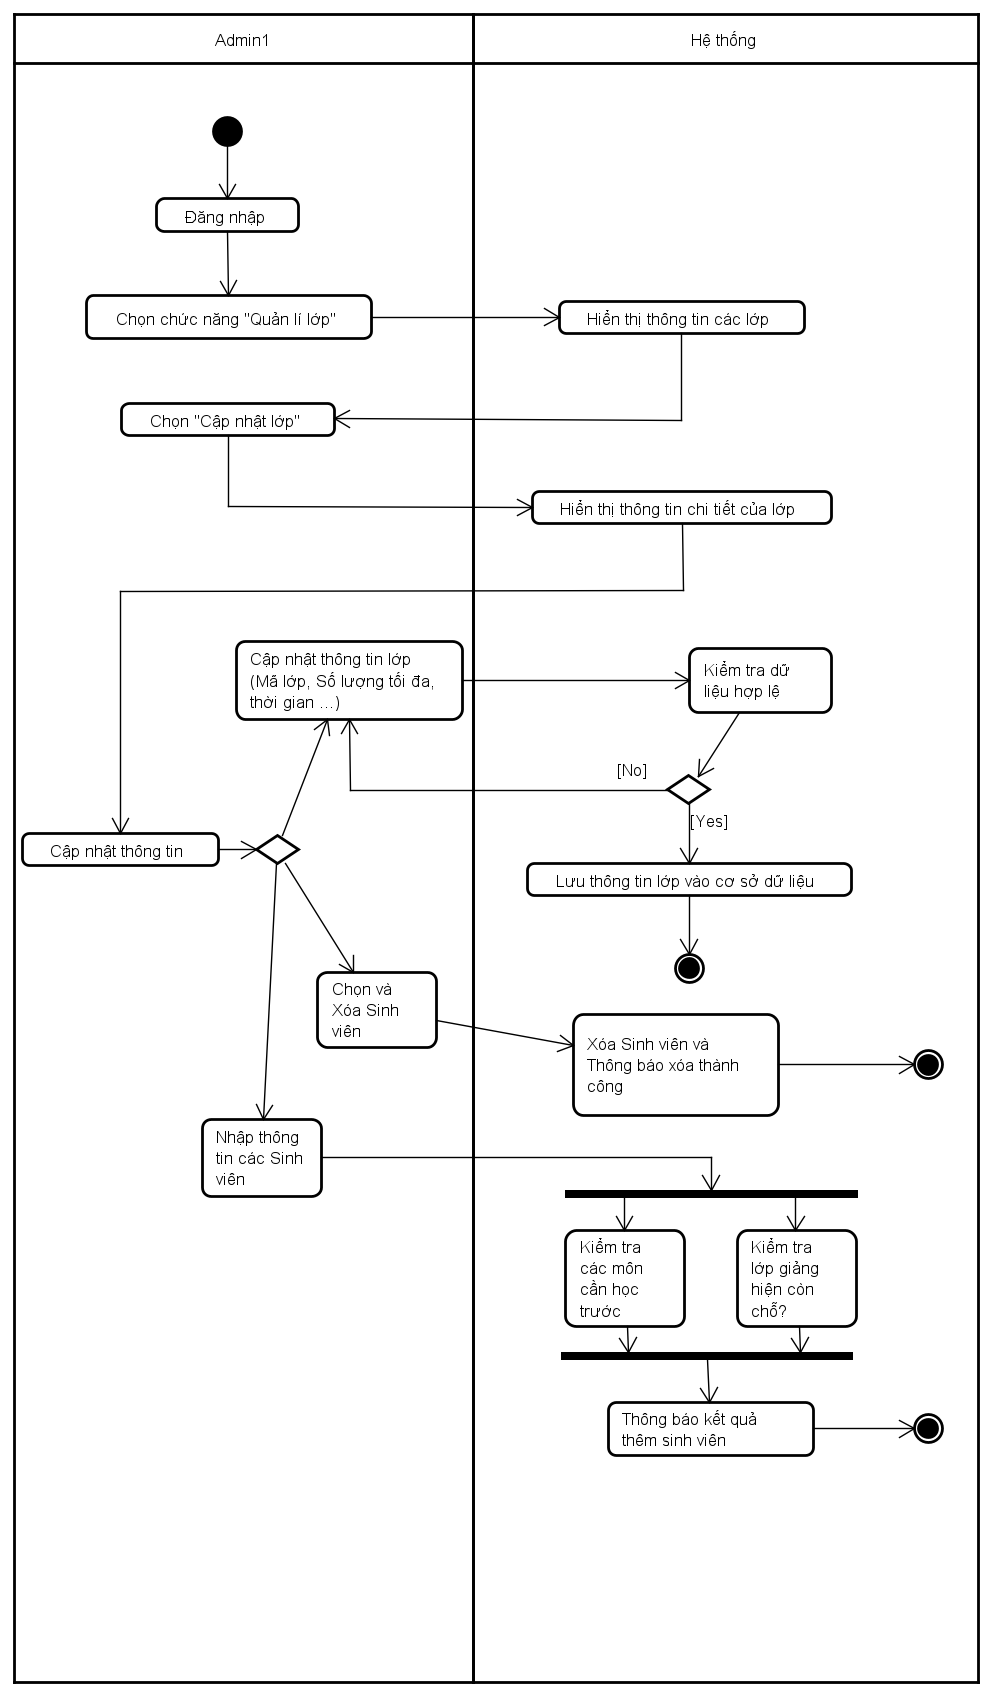 Admin1
Hệ thống
Đăng nhập
Chọn chức năng "Quản lí lớp"
Hiển thị thông tin các lớp
Chọn "Cập nhật lớp"
Hiển thị thông tin chi tiết của lớp
Cập nhật thông tin lớp
(Mã lớp, Số lượng tối đa,
thời gian ...)
Kiểm tra dữ
liệu hợp lệ
[No]
[Yes]
Cập nhật thông tin
Lưu thông tin lớp vào cơ sở dữ liệu
Chọn và
Xóa Sinh
viên
Xóa Sinh viên và
Thông báo xóa thành
công
Nhập thông
tin các Sinh
viên
Kiểm tra
các môn
cần học
trước
Kiểm tra
lớp giảng
hiện còn
chỗ?
Thông báo kết quả
thêm sinh viên